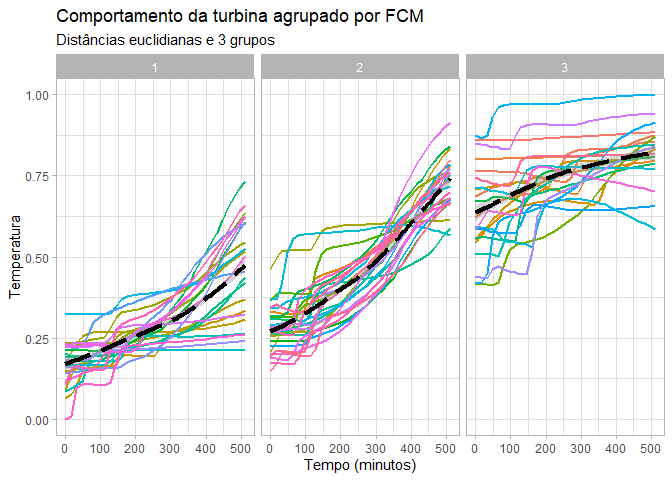 Comportamento da turbina agrupado por FCM
Distâncias euclidianas e 3 grupos
1 2 3
Temperatura
1.00
0.75
0.50
0.25
0.00
0 100 200 300 400 500 0 100 200 300 400 500 0 100 200 300 400 500
Tempo (minutos)